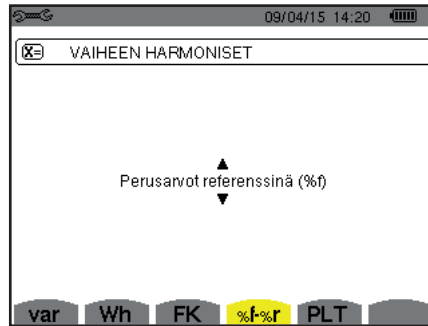 09/04/15 14:20
X= VAIHEEN HARMONISET
Perusarvot referenssinä (%f)
var Wh FK %f-%r PLT